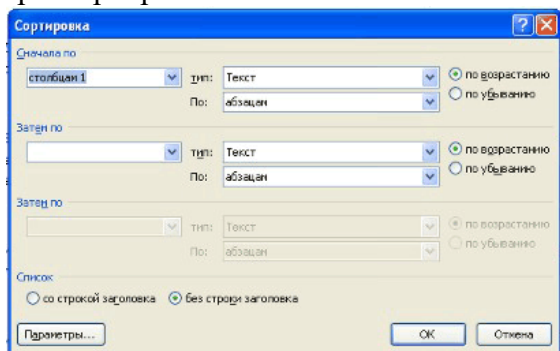 Сортировка
Сначала по
столбцам 1 тип: Текст по возрастанию
По: абзацам по убыванию
Затем по
тип: Текст по возрастанию
По: абзацам по убыванию
Затем по
тип: Текст по возрастанию
По: абзацам по убыванию
Список
со строкой заголовка без строки заголовка
Параметры... ОК Отмена